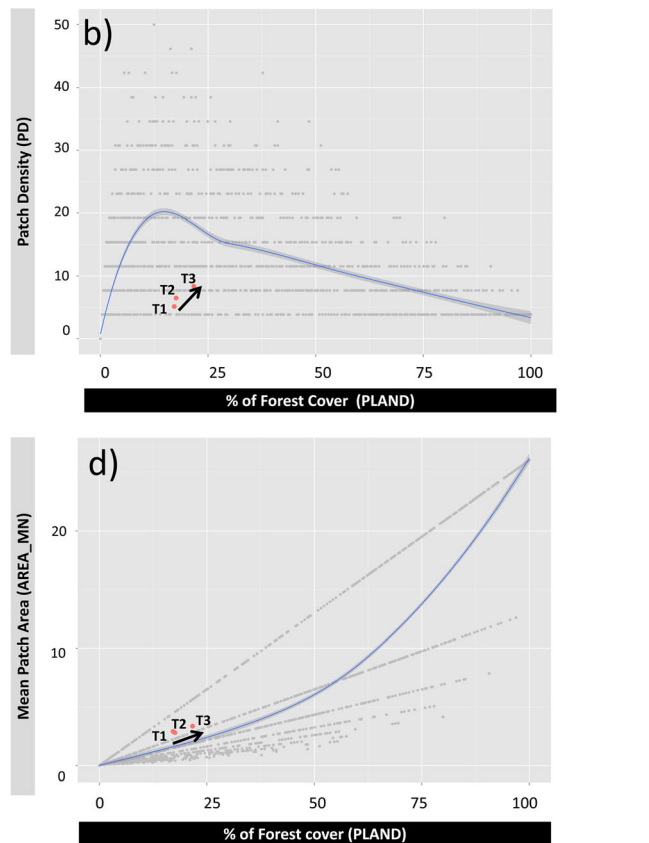 b)
50
40
30
20
10
0
Patch Density (PD)
T3
T2
T1
0 25 50 75 100
% of Forest Cover (PLAND)
d)
20
10
0
Mean Patch Area (AREA_MN)
T2 T3
T1
0 25 50 75 100
% of Forest cover (PLAND)